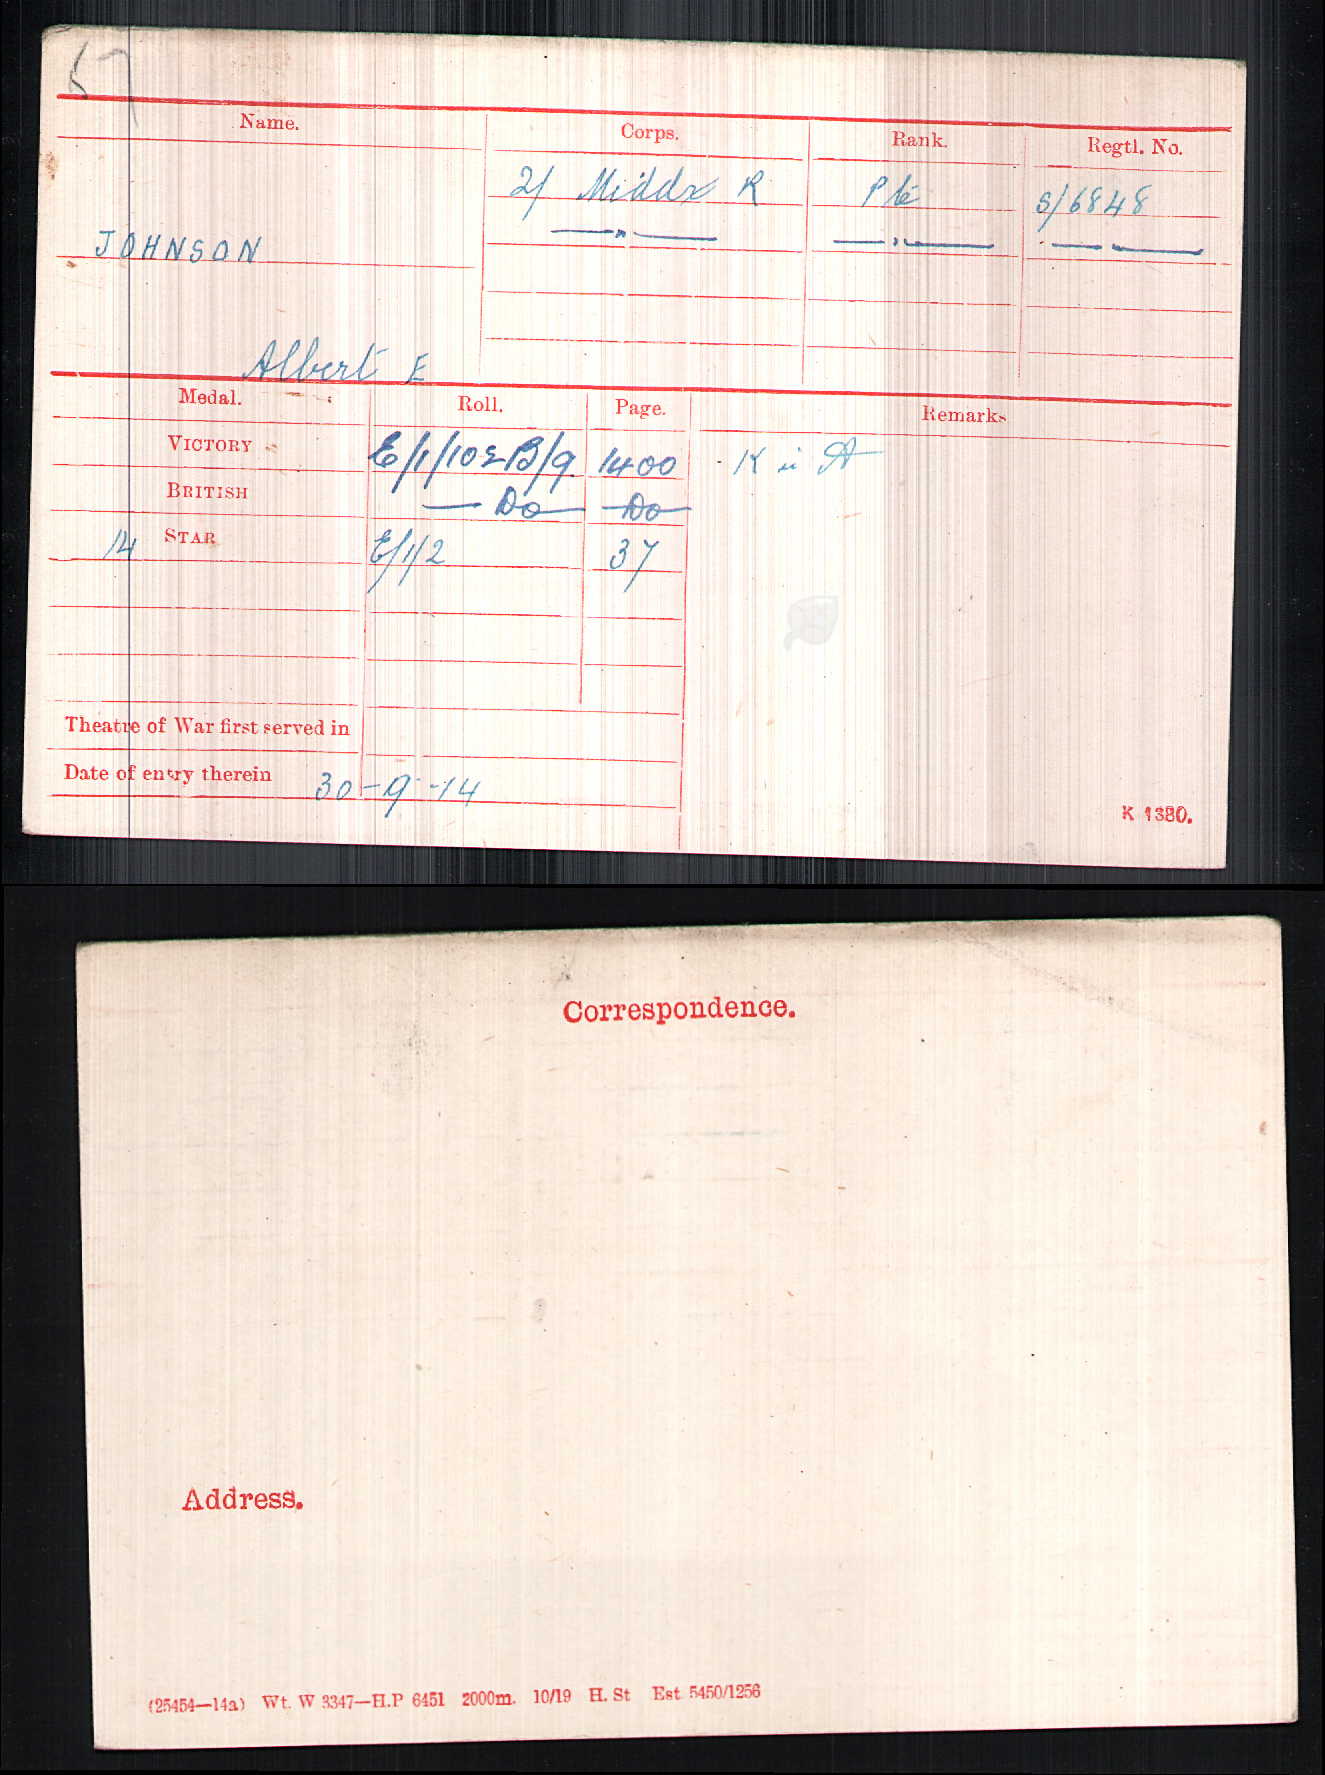 57
Name. Corps. Rank. Regtl. No.
2/ Middx R Pte S/6848
JOHNSON —"— —"— —"—
Albert E
Medal. Roll. Page. Remarks
VICTORY E/1/102B/9 1400 K in A
BRITISH — Do — — Do —
14 STAR E/1/2 37
Theatre of War first served in
Date of entry therein 30-9-14
K 1380.
Correspondence.
Address.
(25454—14a) Wt. W 3347—H.P 6451 2000m. 10/19 H. St Est. 5450/1256